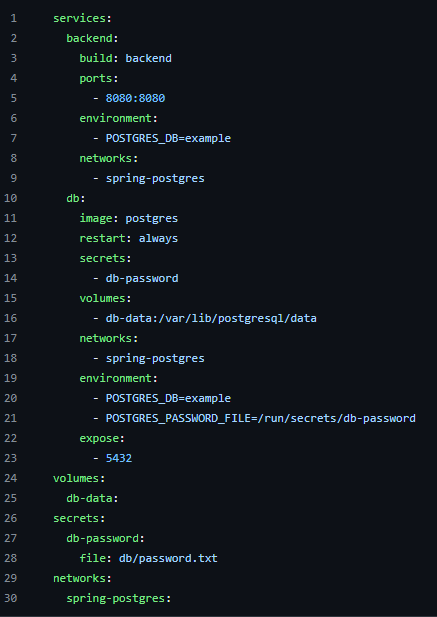 1 services:
2 backend:
3 build: backend
4 ports:
5 - 8080:8080
6 environment:
7 - POSTGRES_DB=example
8 networks:
9 - spring-postgres
10 db:
11 image: postgres
12 restart: always
13 secrets:
14 - db-password
15 volumes:
16 - db-data:/var/lib/postgresql/data
17 networks:
18 - spring-postgres
19 environment:
20 - POSTGRES_DB=example
21 - POSTGRES_PASSWORD_FILE=/run/secrets/db-password
22 expose:
23 - 5432
24 volumes:
25 db-data:
26 secrets:
27 db-password:
28 file: db/password.txt
29 networks:
30 spring-postgres: